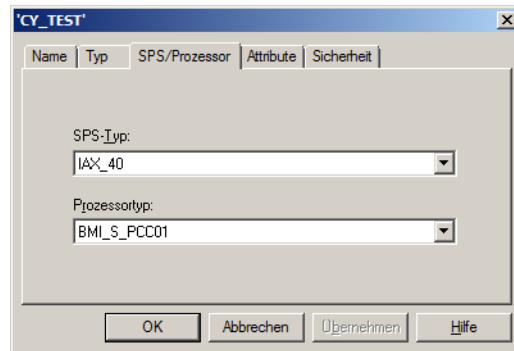 'CY_TEST'
Name Typ SPS/Prozessor Attribute Sicherheit
SPS-Typ:
IAX_40
Prozessortyp:
BMI_S_PCC01
OK Abbrechen Übernehmen Hilfe